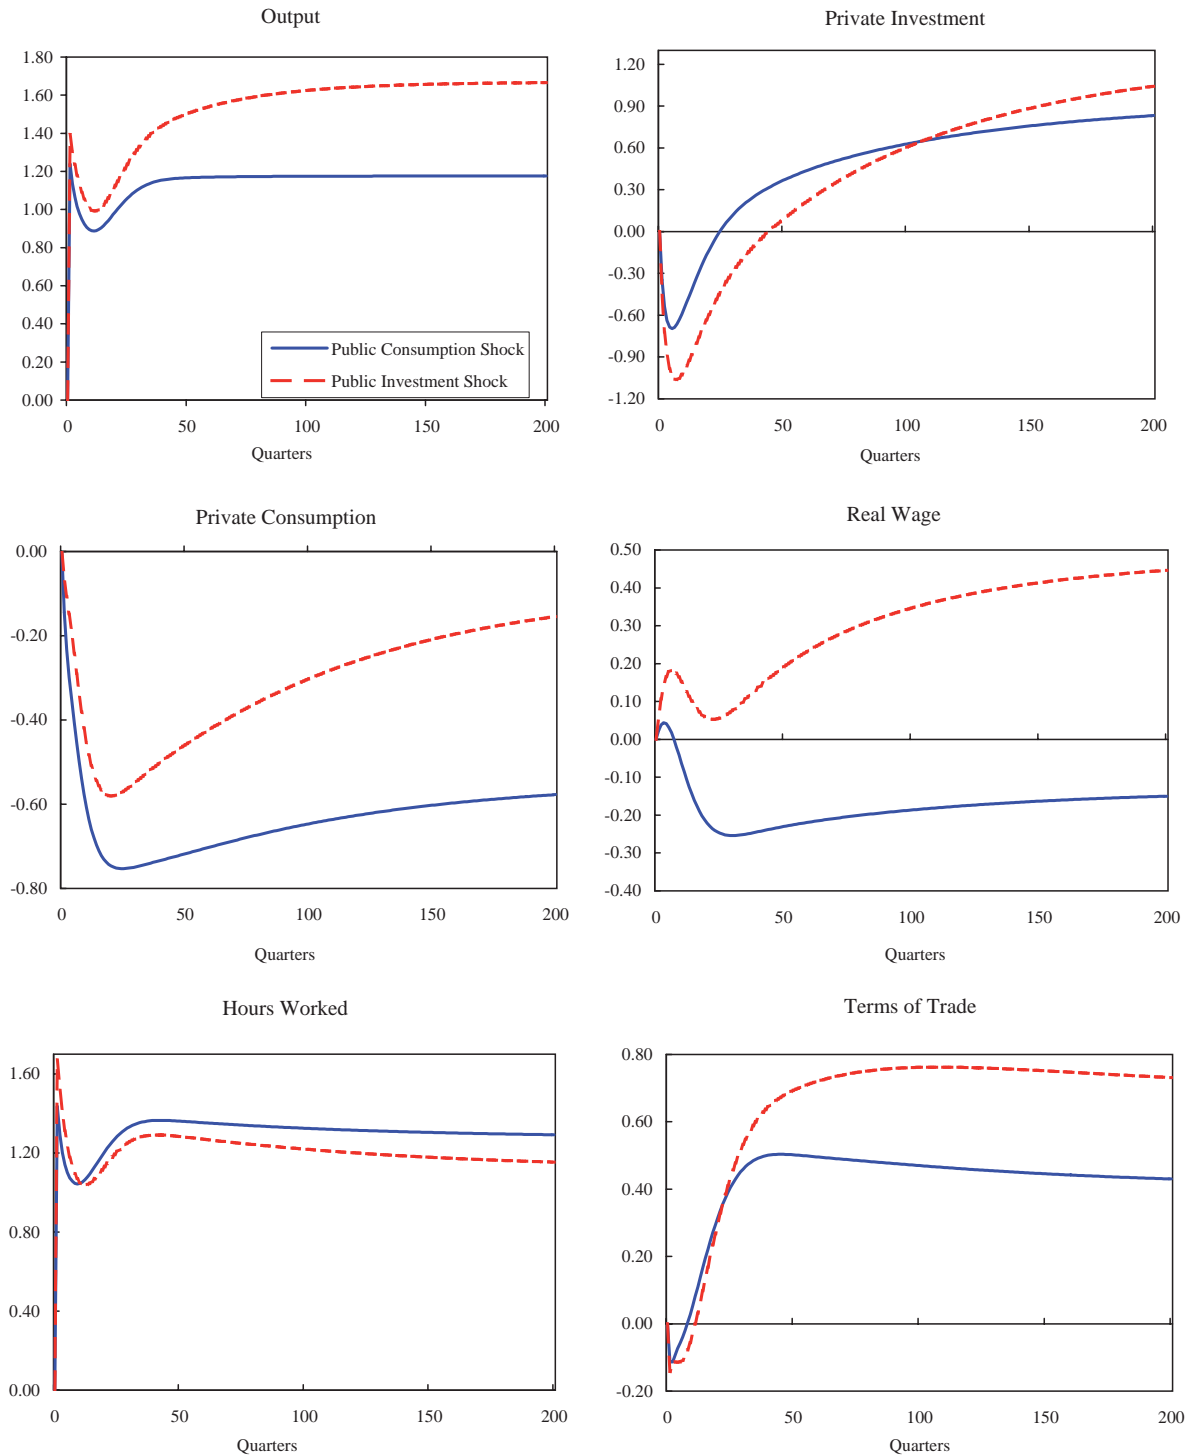 Output
1.80
1.60
1.40
1.20
1.00
0.80
0.60
0.40
0.20
0.00
Public Consumption Shock
Public Investment Shock
0 50 100 150 200
Quarters
Private Investment
1.20
0.90
0.60
0.30
0.00
-0.30
-0.60
-0.90
-1.20
0 50 100 150 200
Quarters
Private Consumption
0.00
-0.20
-0.40
-0.60
-0.80
0 50 100 150 200
Quarters
Real Wage
0.50
0.40
0.30
0.20
0.10
0.00
-0.10
-0.20
-0.30
-0.40
0 50 100 150 200
Quarters
Hours Worked
1.60
1.20
0.80
0.40
0.00
0 50 100 150 200
Quarters
Terms of Trade
0.80
0.60
0.40
0.20
0.00
-0.20
0 50 100 150 200
Quarters